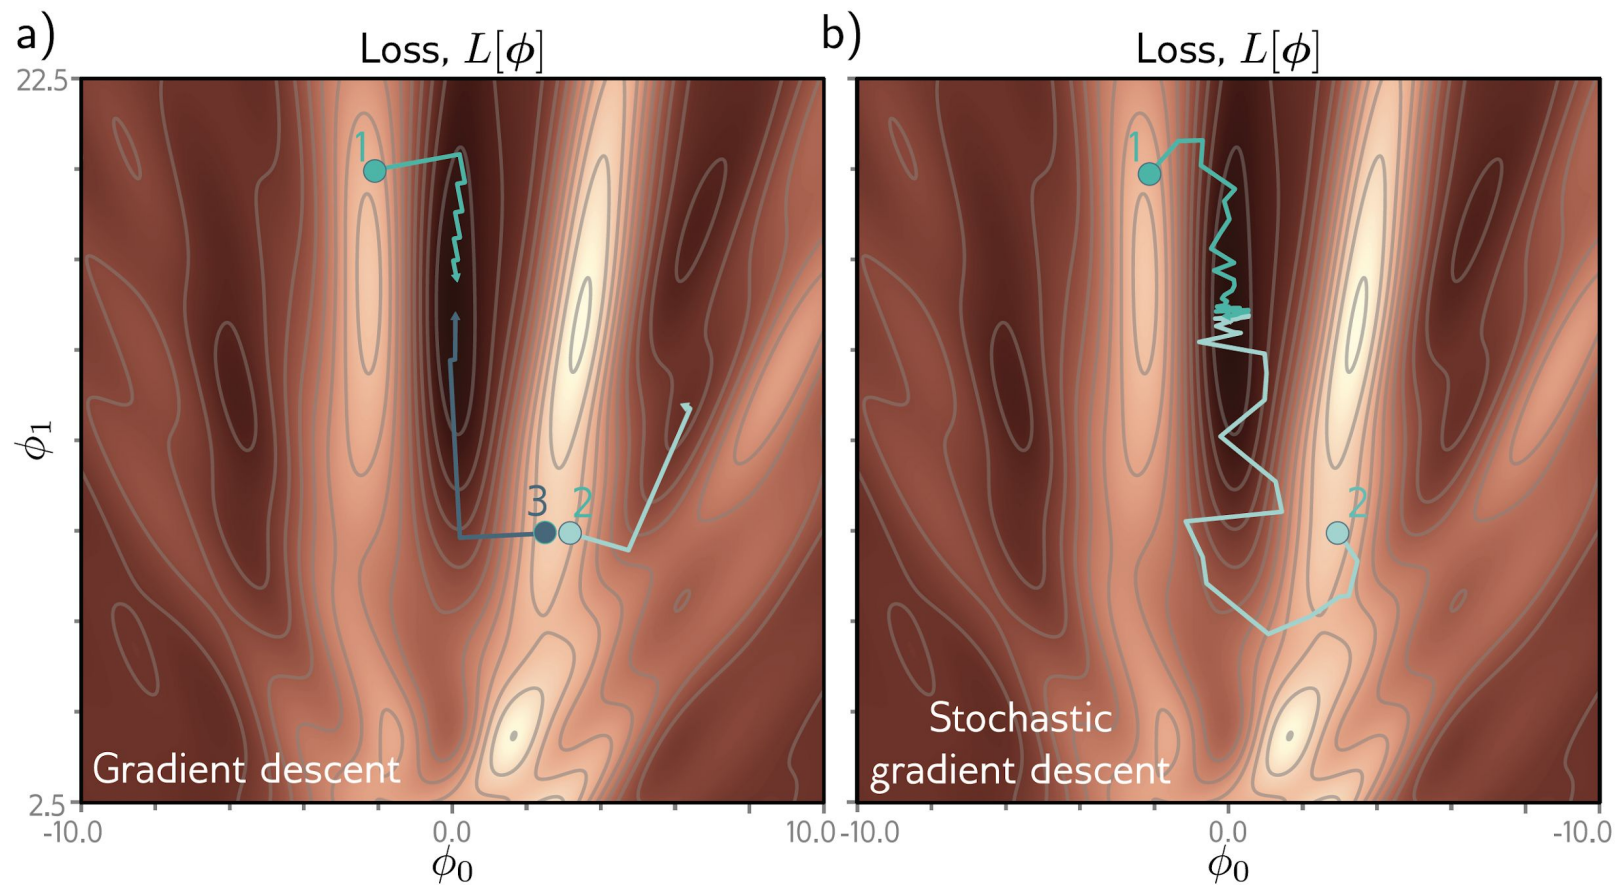 a)
Loss, L[ϕ]
22.5
1
3
2
ϕ₁
Gradient descent
2.5
-10.0
0.0
10.0
ϕ₀
b)
Loss, L[ϕ]
1
2
Stochastic
gradient descent
-10.0
0.0
-10.0
ϕ₀